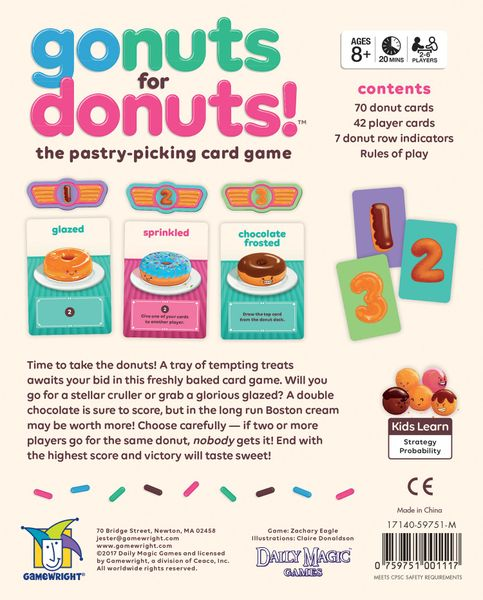 gonuts
for
donuts!™
the pastry-picking card game
AGES
8+
20 MINS
2-6
PLAYERS
contents
70 donut cards
42 player cards
7 donut row indicators
Rules of play
1
2
3
glazed
2
sprinkled
2
Give one of your cards
to another player.
chocolate
frosted
Draw the top card
from the donut deck.
1
2
3
Time to take the donuts! A tray of tempting treats
awaits your bid in this freshly baked card game. Will you
go for a stellar cruller or grab a glorious glazed? A double
chocolate is sure to score, but in the long run Boston cream
may be worth more! Choose carefully — if two or more
players go for the same donut, nobody gets it! End with
the highest score and victory will taste sweet!
Kids Learn
Strategy
Probability
CE
Made in China
17140-59751-M
0 759751 001117
MEETS CPSC SAFETY REQUIREMENTS
GAMEWRIGHT®
70 Bridge Street, Newton, MA 02458
jester@gamewright.com
www.gamewright.com
©2017 Daily Magic Games and licensed
by Gamewright, a division of Ceaco, Inc.
All worldwide rights reserved.
Game: Zachary Eagle
Illustrations: Claire Donaldson
DAILY MAGIC
GAMES